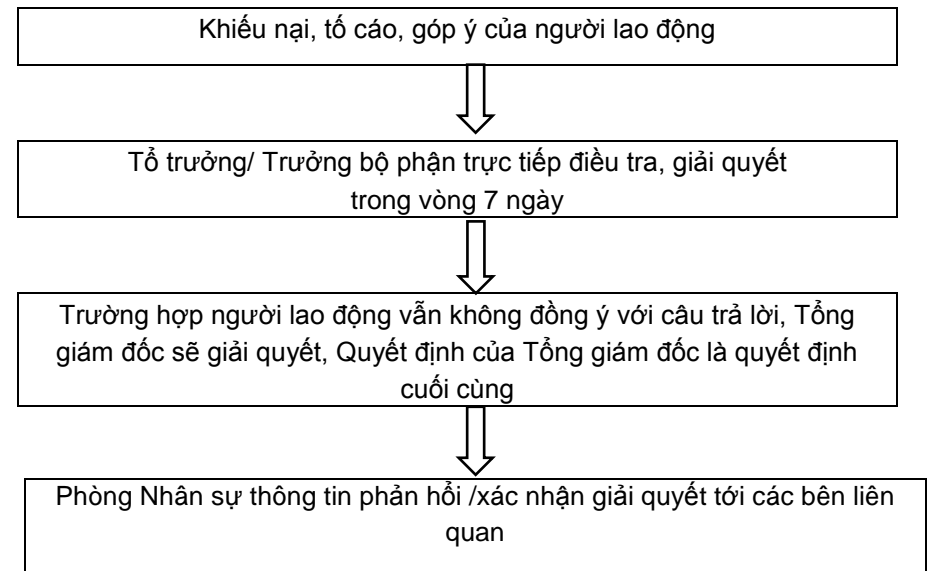 Khiếu nại, tố cáo, góp ý của người lao động
Tổ trưởng/ Trưởng bộ phận trực tiếp điều tra, giải quyết
trong vòng 7 ngày
Trường hợp người lao động vẫn không đồng ý với câu trả lời, Tổng
giám đốc sẽ giải quyết, Quyết định của Tổng giám đốc là quyết định
cuối cùng
Phòng Nhân sự thông tin phản hồi /xác nhận giải quyết tới các bên liên
quan